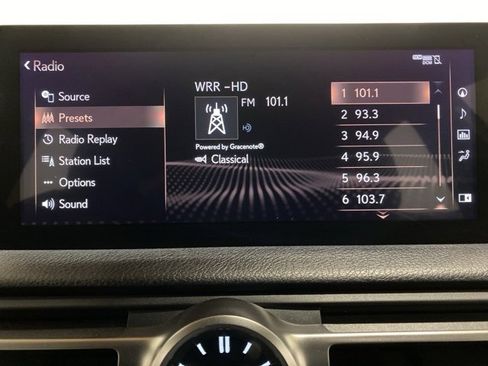 Radio
Source
Presets
Radio Replay
Station List
Options
Sound
WRR -HD
FM 101.1
Powered by Gracenote®
Classical
1 101.1
2 93.3
3 94.9
4 95.9
5 96.3
6 103.7